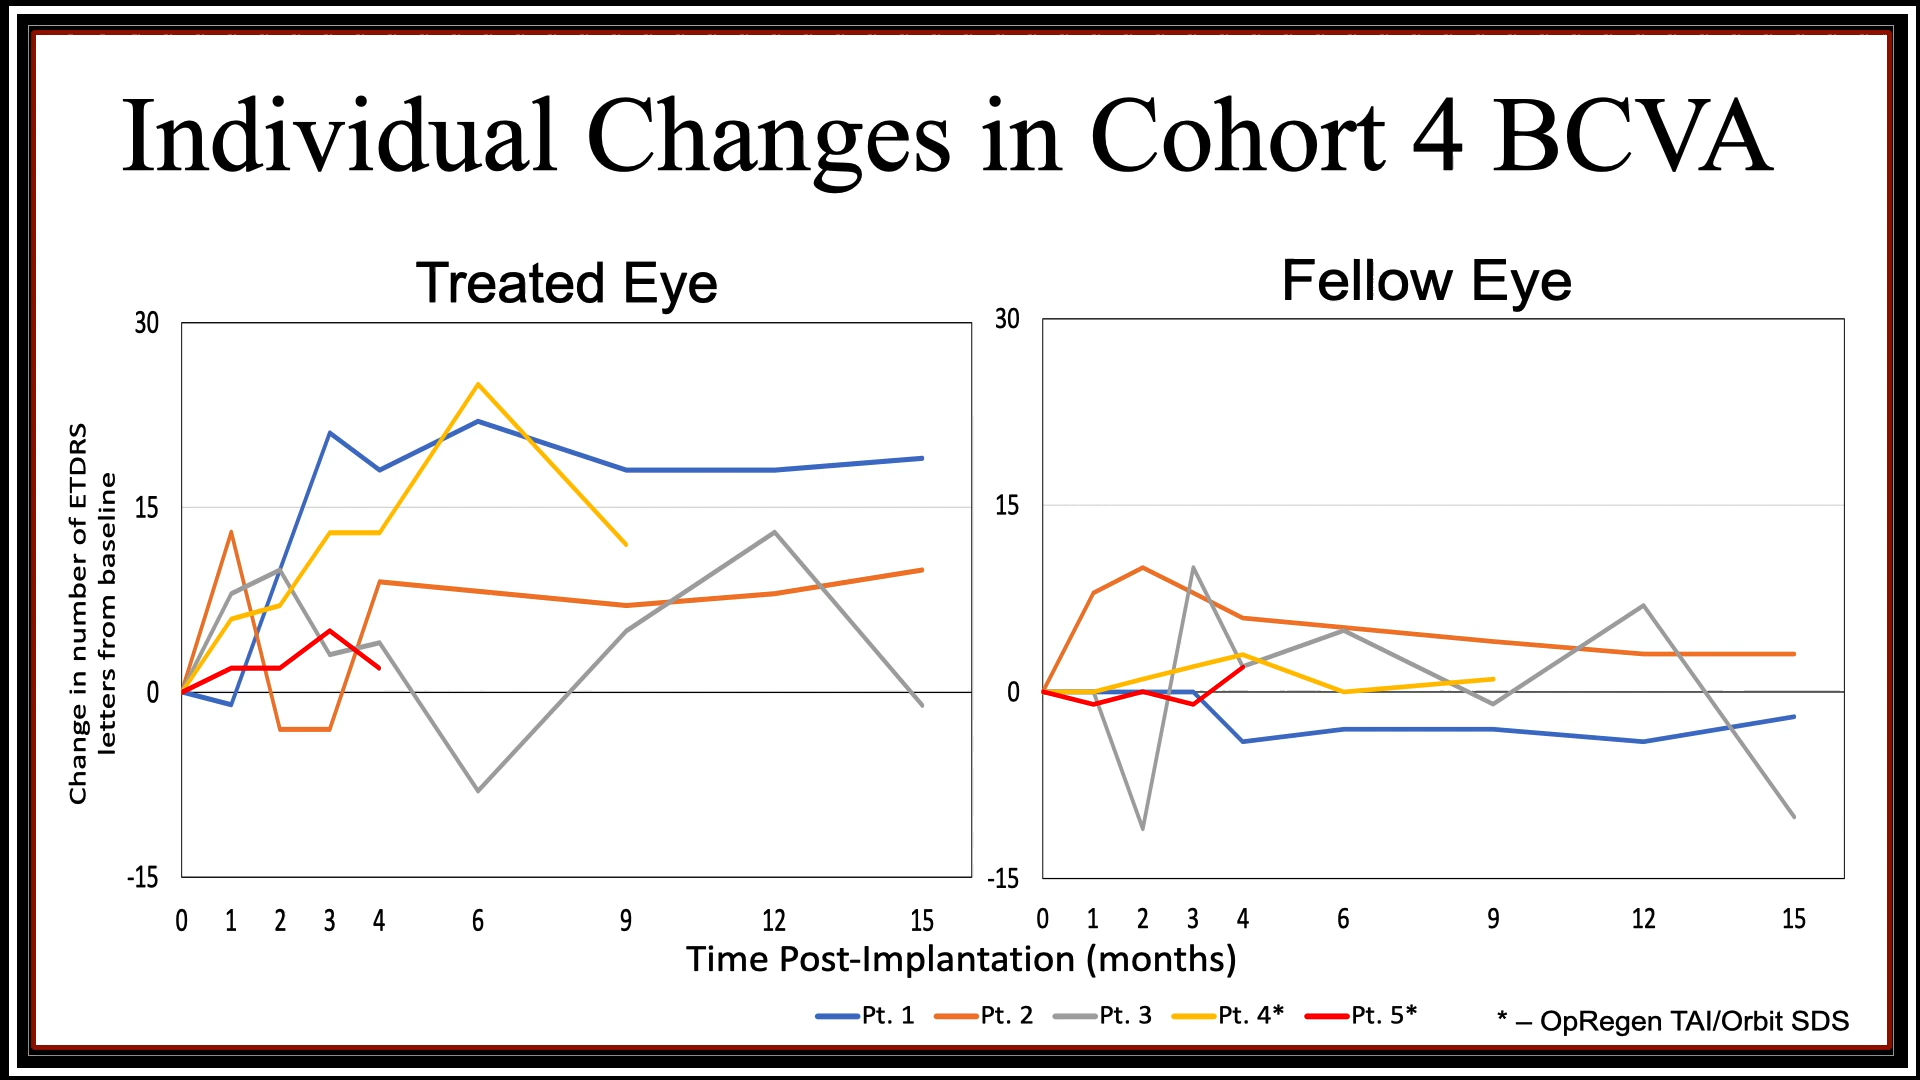 Individual Changes in Cohort 4 BCVA
Treated Eye
Fellow Eye
Change in number of ETDRS
letters from baseline
30
15
0
-15
0 1 2 3 4 6 9 12 15
30
15
0
-15
0 1 2 3 4 6 9 12 15
Time Post-Implantation (months)
Pt. 1 Pt. 2 Pt. 3 Pt. 4* Pt. 5*
* – OpRegen TAI/Orbit SDS